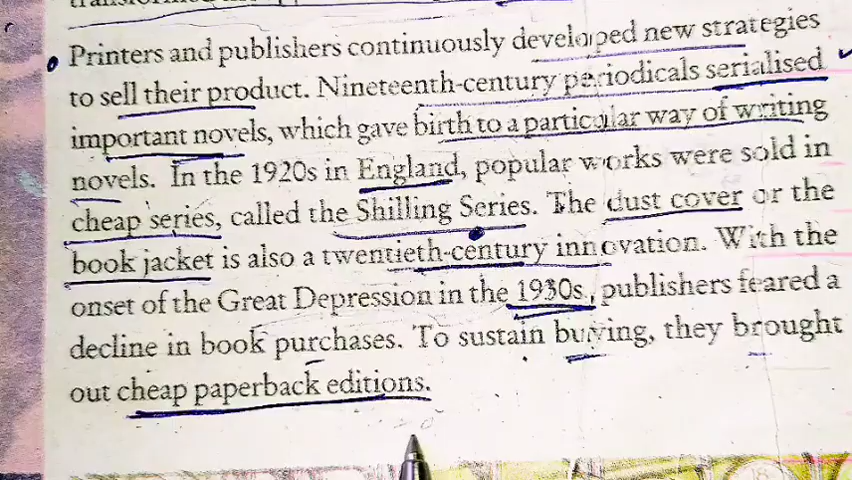 Printers and publishers continuously developed new strategies
to sell their product. Nineteenth-century periodicals serialised
important novels, which gave birth to a particular way of writing
novels. In the 1920s in England, popular works were sold in
cheap series, called the Shilling Series. The dust cover or the
book jacket is also a twentieth-century innovation. With the
onset of the Great Depression in the 1930s, publishers feared a
decline in book purchases. To sustain buying, they brought
out cheap paperback editions.